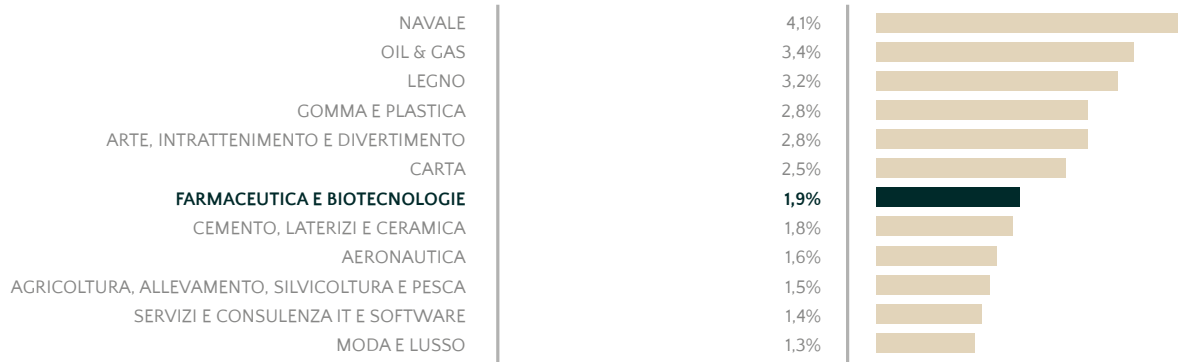 NAVALE 4,1%
OIL & GAS 3,4%
LEGNO 3,2%
GOMMA E PLASTICA 2,8%
ARTE, INTRATTENIMENTO E DIVERTIMENTO 2,8%
CARTA 2,5%
FARMACEUTICA E BIOTECNOLOGIE 1,9%
CEMENTO, LATERIZI E CERAMICA 1,8%
AERONAUTICA 1,6%
AGRICOLTURA, ALLEVAMENTO, SILVICOLTURA E PESCA 1,5%
SERVIZI E CONSULENZA IT E SOFTWARE 1,4%
MODA E LUSSO 1,3%